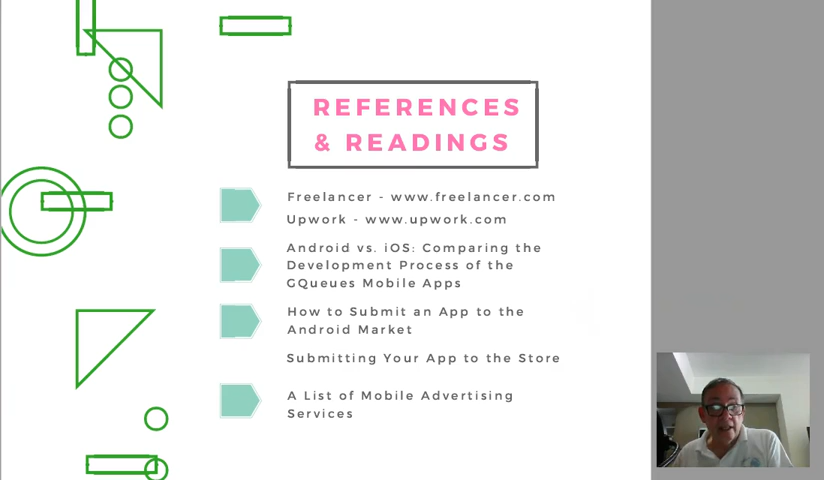 REFERENCES
& READINGS
Freelancer - www.freelancer.com
Upwork - www.upwork.com
Android vs. iOS: Comparing the
Development Process of the
GQueues Mobile Apps
How to Submit an App to the
Android Market
Submitting Your App to the Store
A List of Mobile Advertising
Services